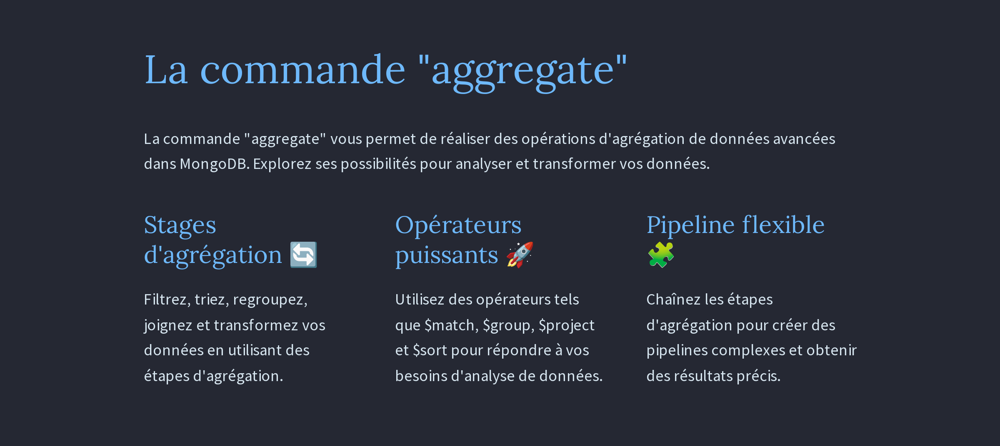 La commande "aggregate"
La commande "aggregate" vous permet de réaliser des opérations d'agrégation de données avancées
dans MongoDB. Explorez ses possibilités pour analyser et transformer vos données.
Stages
d'agrégation 🔄
Filtrez, triez, regroupez,
joignez et transformez vos
données en utilisant des
étapes d'agrégation.
Opérateurs
puissants 🚀
Utilisez des opérateurs tels
que $match, $group, $project
et $sort pour répondre à vos
besoins d'analyse de données.
Pipeline flexible
🧩
Chaînez les étapes
d'agrégation pour créer des
pipelines complexes et obtenir
des résultats précis.